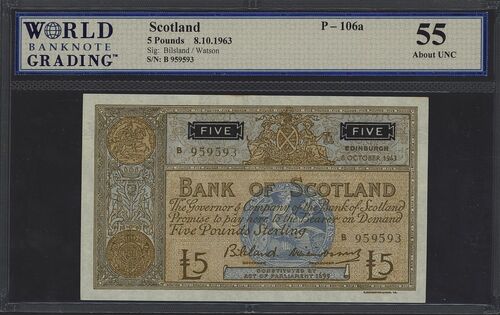 WORLD
BANKNOTE
GRADING™
Scotland
5 Pounds 8.10.1963
Sig: Bilsland / Watson
S/N: B 959593
P - 106a
55
About UNC
FIVE
FIVE
B 959593
EDINBURGH
8 OCTOBER 1963
BANK OF SCOTLAND
The Governor & Company of the Bank of Scotland
Promise to pay here to the Bearer on Demand
Five Pounds Sterling
B 959593
Bilsland
£5
£5
CONSTITUTED BY
ACT OF PARLIAMENT 1695